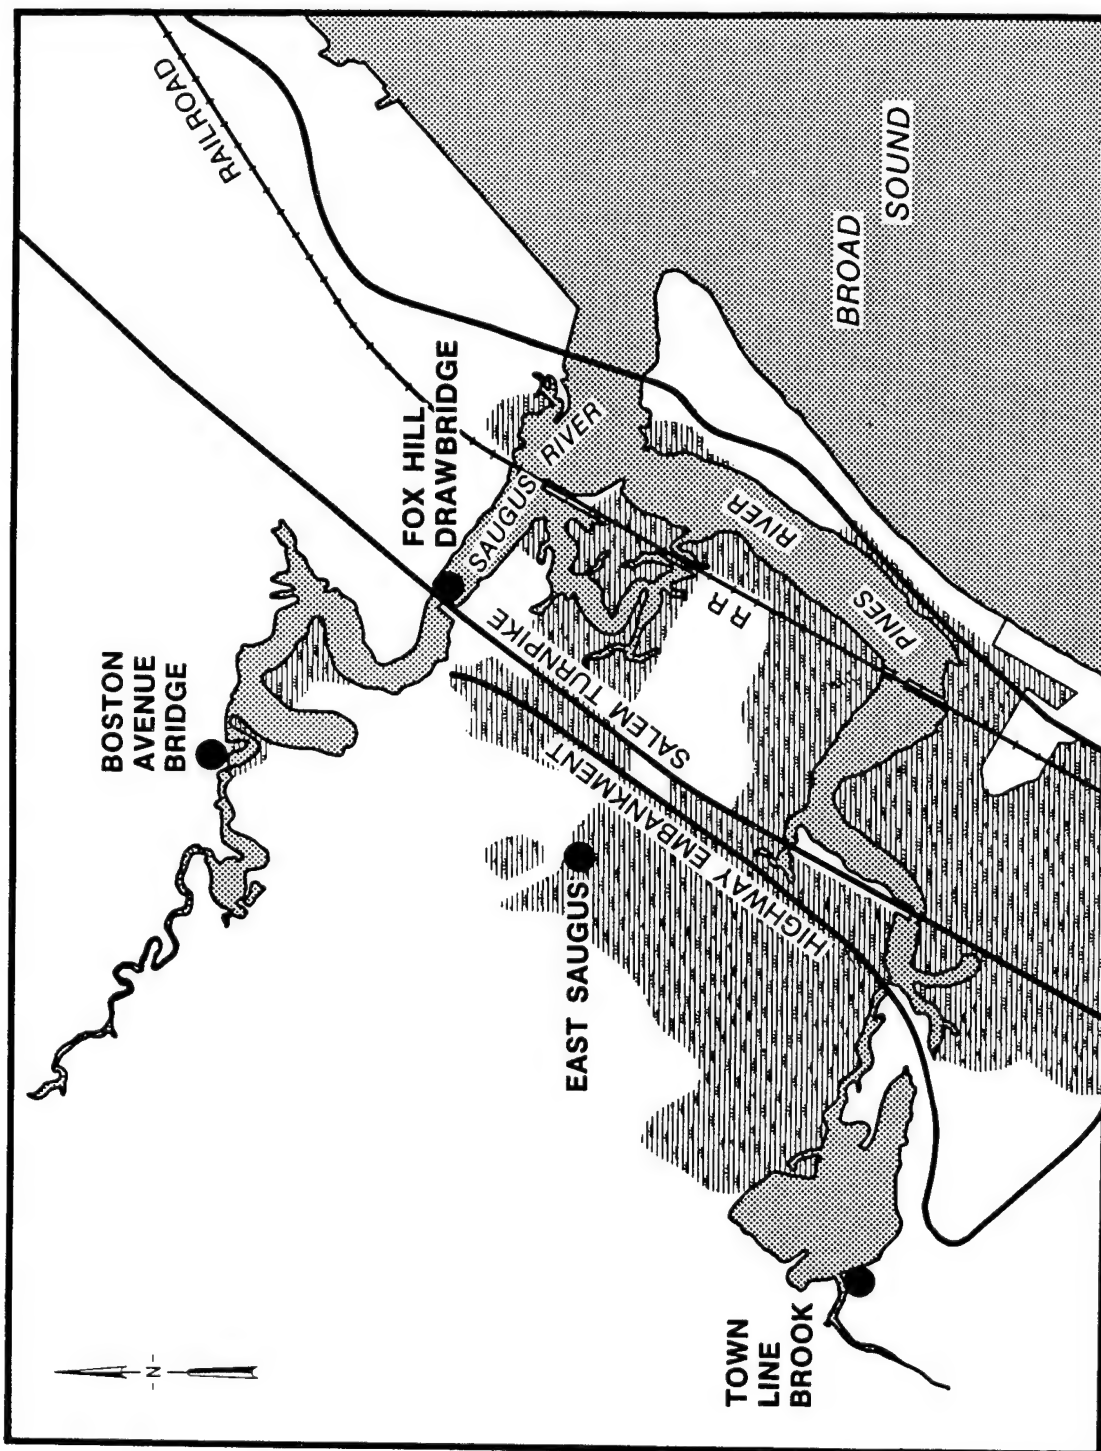 RAILROAD
BROAD
SOUND
FOX HILL
DRAWBRIDGE
SAUGUS
RIVER
BOSTON
AVENUE
BRIDGE
RIVER
PINES
R R
SALEM TURNPIKE
HIGHWAY EMBANKMENT
EAST SAUGUS
TOWN
LINE
BROOK
-N-